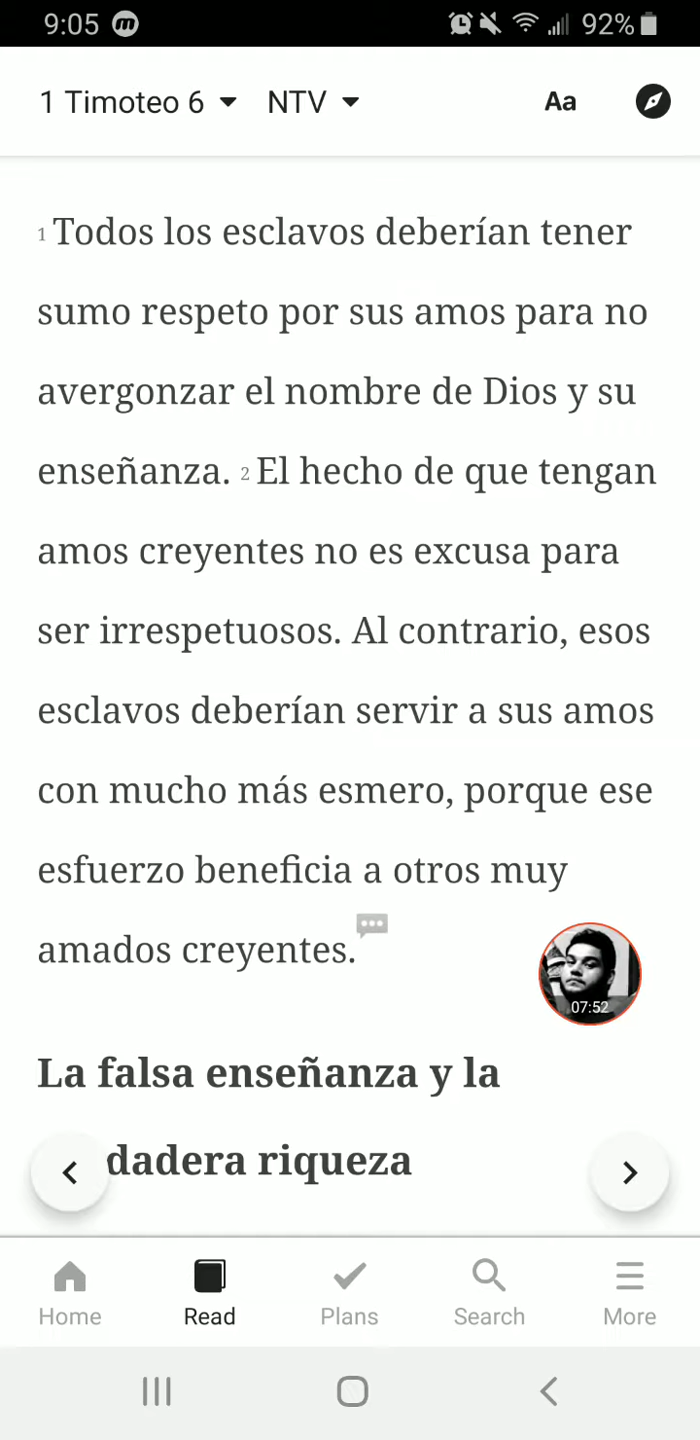 9:05
92%
1 Timoteo 6 NTV Aa
1 Todos los esclavos deberían tener
sumo respeto por sus amos para no
avergonzar el nombre de Dios y su
enseñanza. 2 El hecho de que tengan
amos creyentes no es excusa para
ser irrespetuosos. Al contrario, esos
esclavos deberían servir a sus amos
con mucho más esmero, porque ese
esfuerzo beneficia a otros muy
amados creyentes.
07:52
La falsa enseñanza y la
dadera riqueza
Home Read Plans Search More